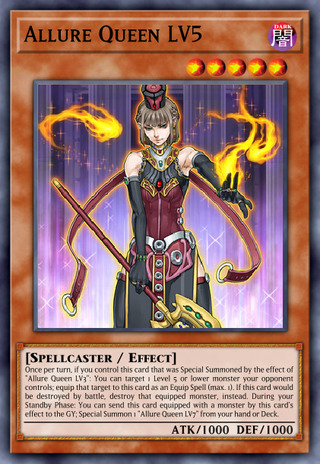 Allure Queen LV5
DARK
闇
[Spellcaster / Effect]
Once per turn, if you control this card that was Special Summoned by the effect of
"Allure Queen LV3": You can target 1 Level 5 or lower monster your opponent
controls; equip that target to this card as an Equip Spell (max. 1). If this card would
be destroyed by battle, destroy that equipped monster, instead. During your
Standby Phase: You can send this card equipped with a monster by this card's
effect to the GY; Special Summon 1 "Allure Queen LV7" from your hand or Deck.
ATK/1000 DEF/1000